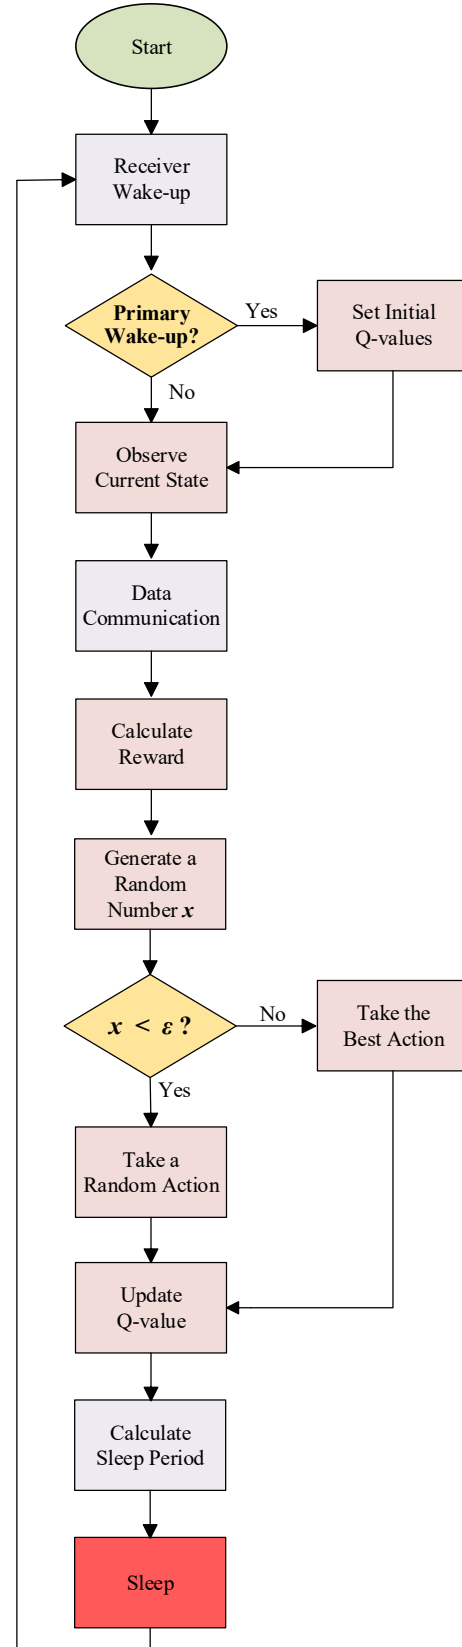 Start
Receiver
Wake-up
Primary
Wake-up?
Yes
Set Initial
Q-values
No
Observe
Current State
Data
Communication
Calculate
Reward
Generate a
Random
Number x
x < ε ?
No
Take the
Best Action
Yes
Take a
Random Action
Update
Q-value
Calculate
Sleep Period
Sleep